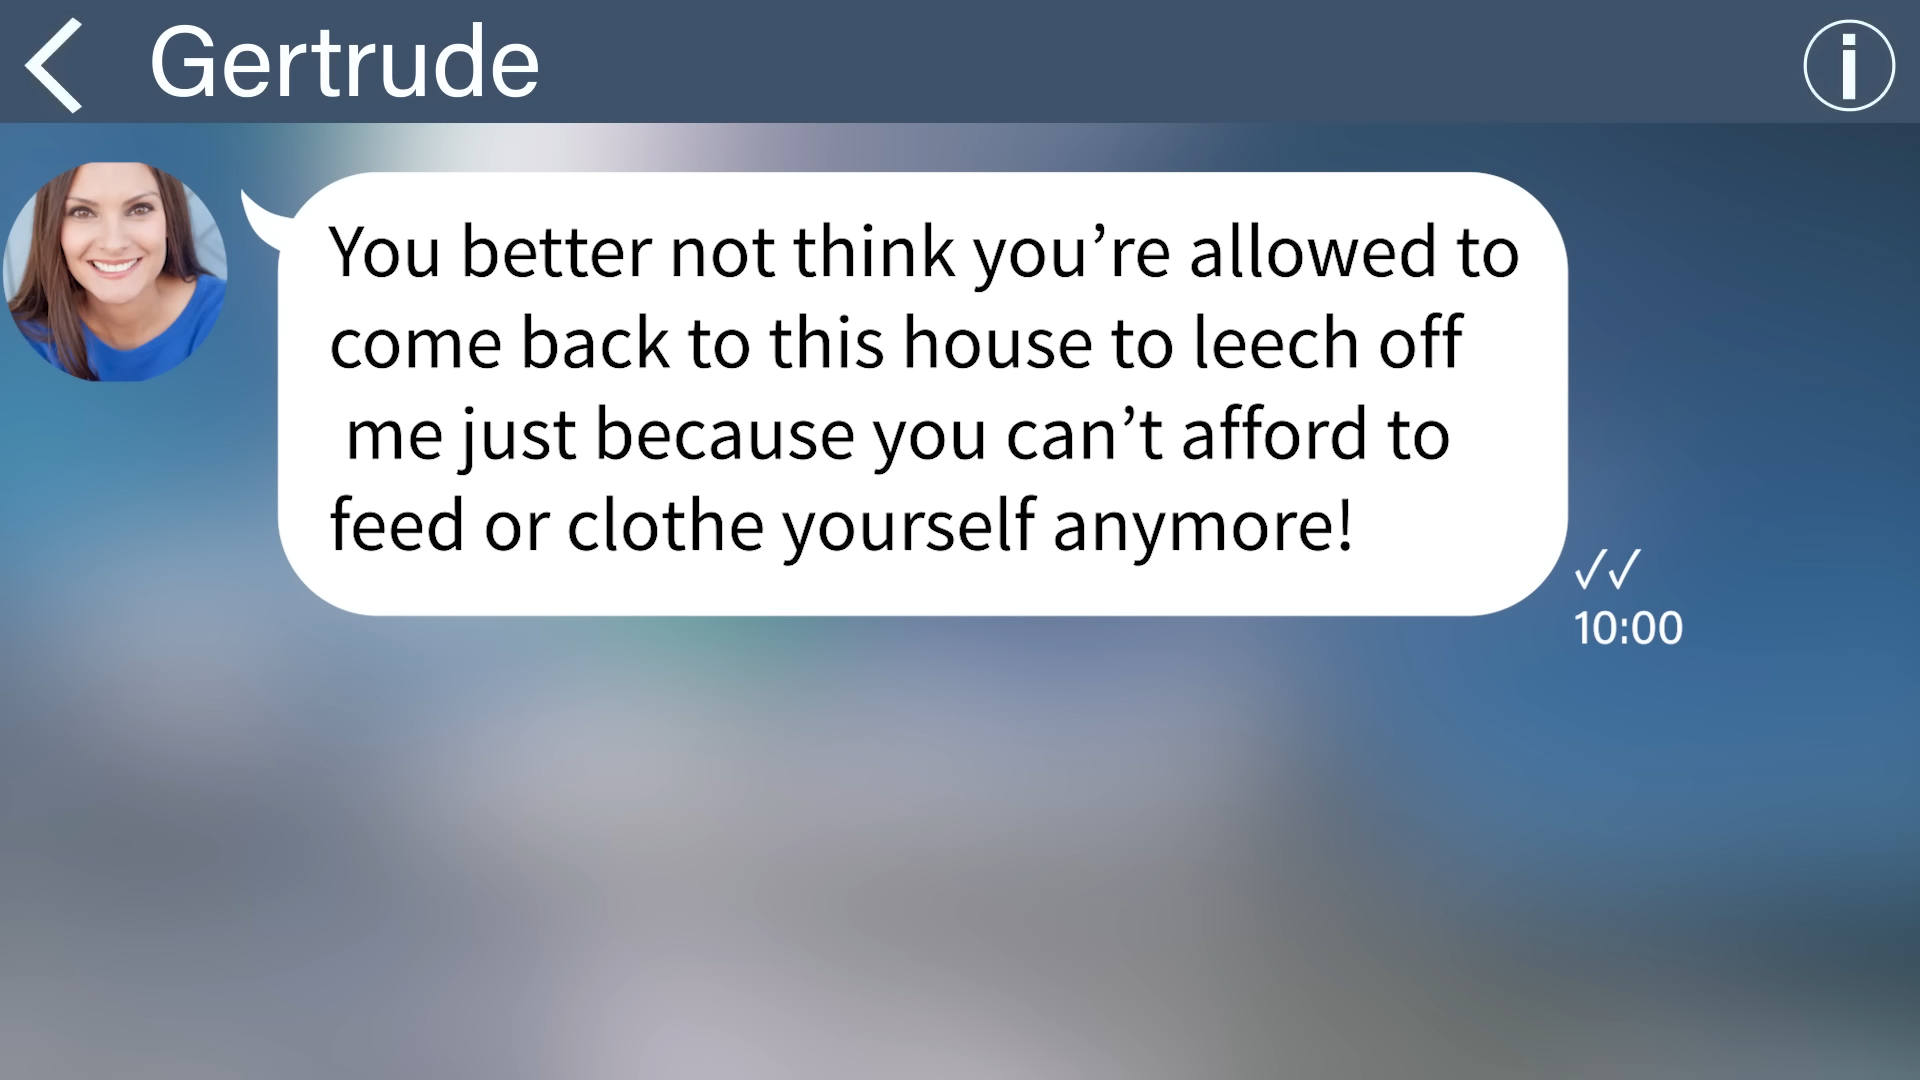 Gertrude
You better not think you’re allowed to
come back to this house to leech off
me just because you can’t afford to
feed or clothe yourself anymore!
✓✓
10:00